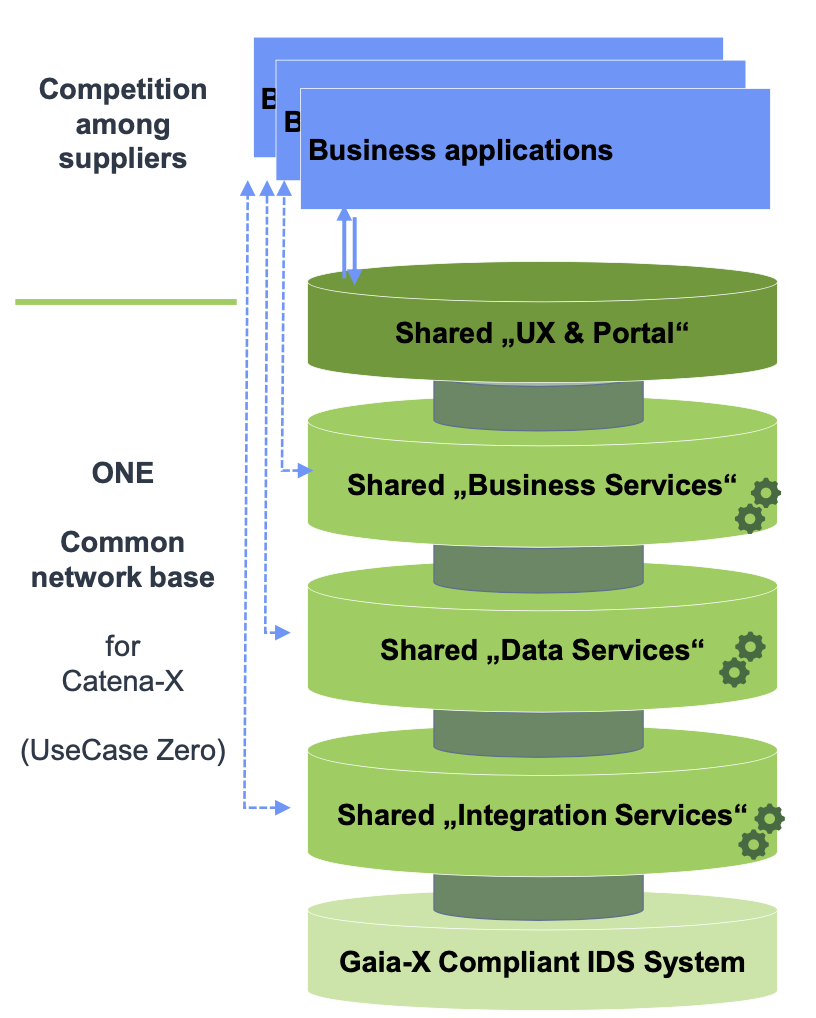 Competition
among
suppliers
B
B
Business applications
Shared „UX & Portal“
ONE
Common
network base
for
Catena-X
(UseCase Zero)
Shared „Business Services“
Shared „Data Services“
Shared „Integration Services“
Gaia-X Compliant IDS System